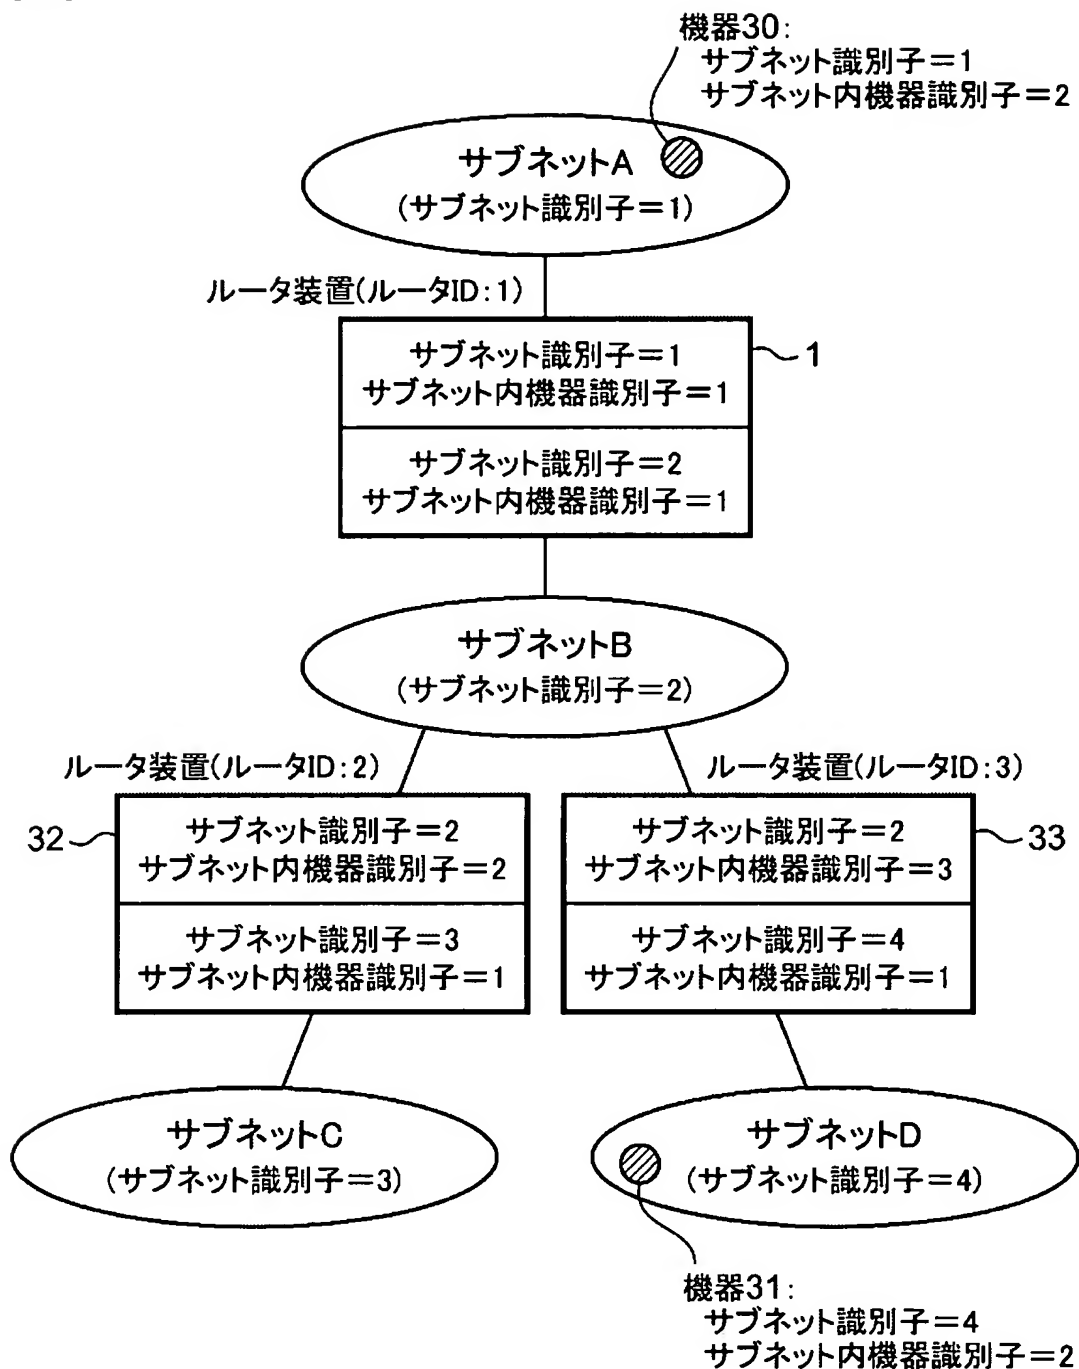 機器30:
サブネット識別子=1
サブネット内機器識別子=2
サブネットA
(サブネット識別子=1)
ルータ装置(ルータID:1)
サブネット識別子=1
サブネット内機器識別子=1
1
サブネット識別子=2
サブネット内機器識別子=1
サブネットB
(サブネット識別子=2)
ルータ装置(ルータID:2)
ルータ装置(ルータID:3)
32
サブネット識別子=2
サブネット内機器識別子=2
サブネット識別子=3
サブネット内機器識別子=1
サブネット識別子=2
サブネット内機器識別子=3
33
サブネット識別子=4
サブネット内機器識別子=1
サブネットC
(サブネット識別子=3)
サブネットD
(サブネット識別子=4)
機器31:
サブネット識別子=4
サブネット内機器識別子=2